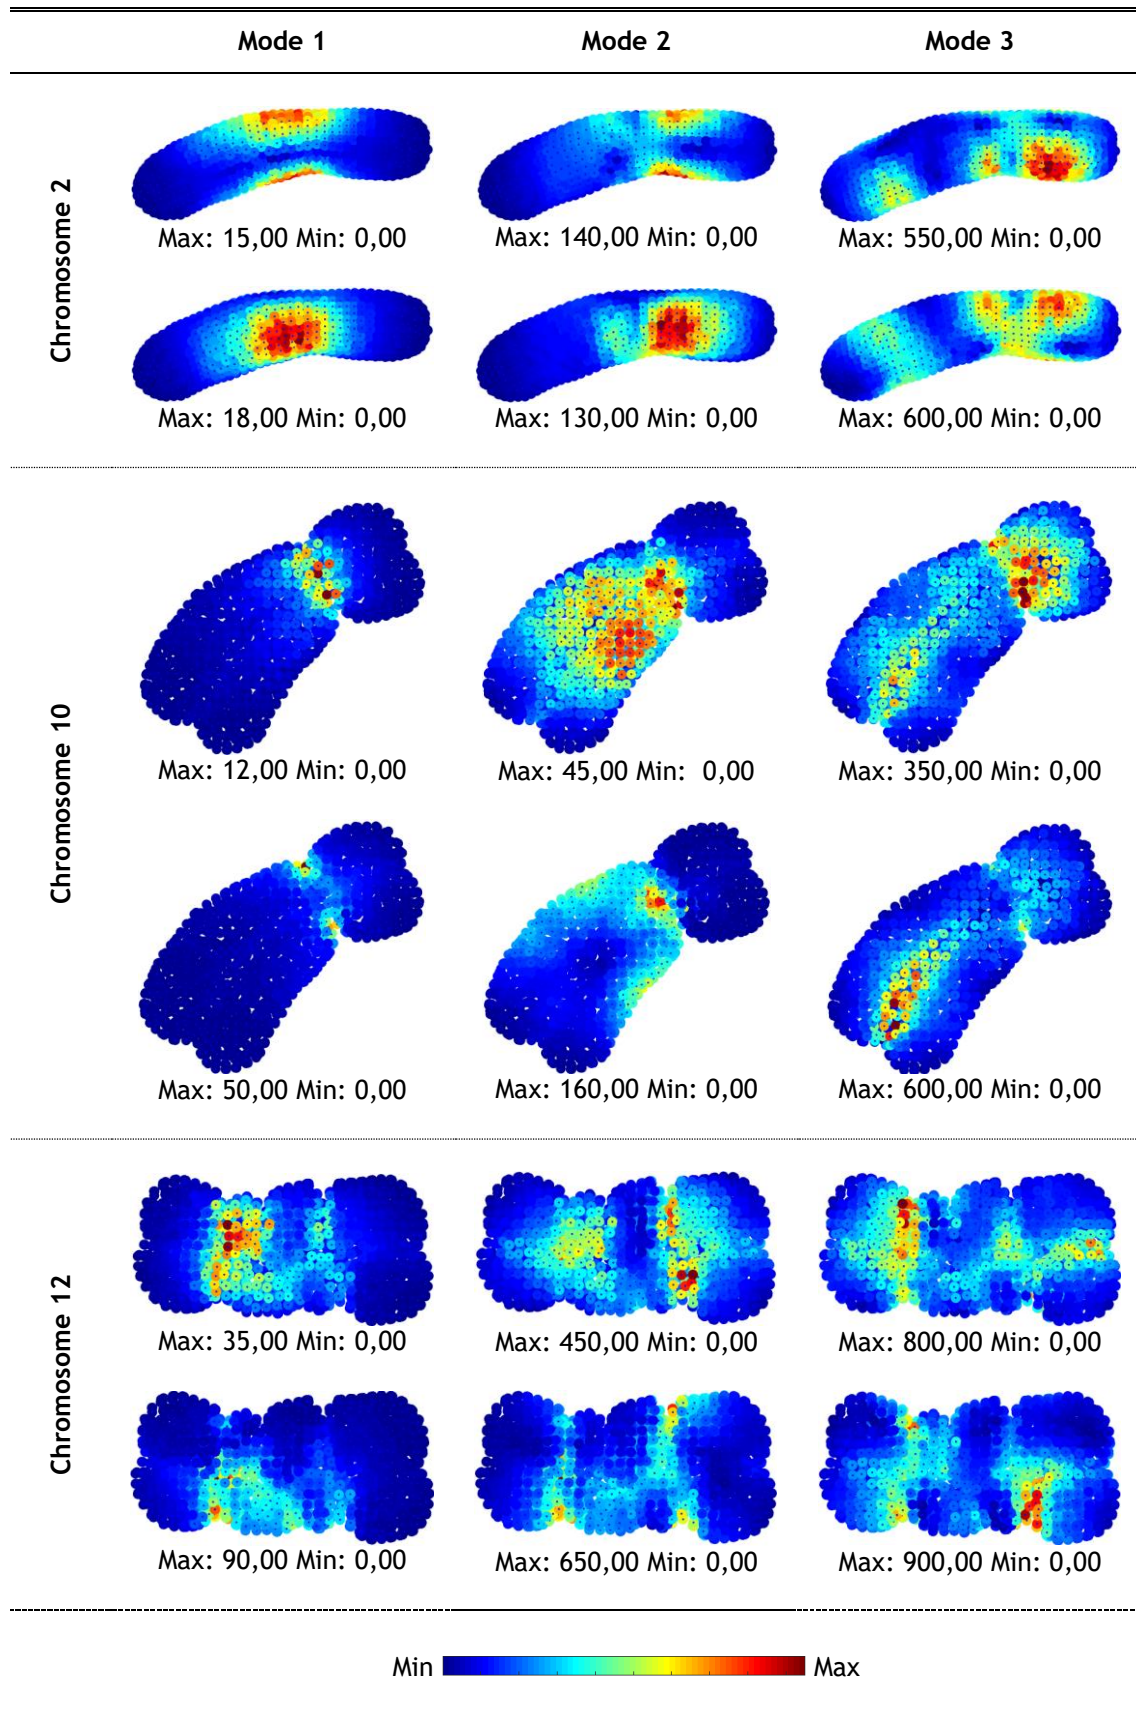 Mode 1 Mode 2 Mode 3
Chromosome 2
Max: 15,00 Min: 0,00 Max: 140,00 Min: 0,00 Max: 550,00 Min: 0,00
Max: 18,00 Min: 0,00 Max: 130,00 Min: 0,00 Max: 600,00 Min: 0,00
Chromosome 10
Max: 12,00 Min: 0,00 Max: 45,00 Min: 0,00 Max: 350,00 Min: 0,00
Max: 50,00 Min: 0,00 Max: 160,00 Min: 0,00 Max: 600,00 Min: 0,00
Chromosome 12
Max: 35,00 Min: 0,00 Max: 450,00 Min: 0,00 Max: 800,00 Min: 0,00
Max: 90,00 Min: 0,00 Max: 650,00 Min: 0,00 Max: 900,00 Min: 0,00
Min Max